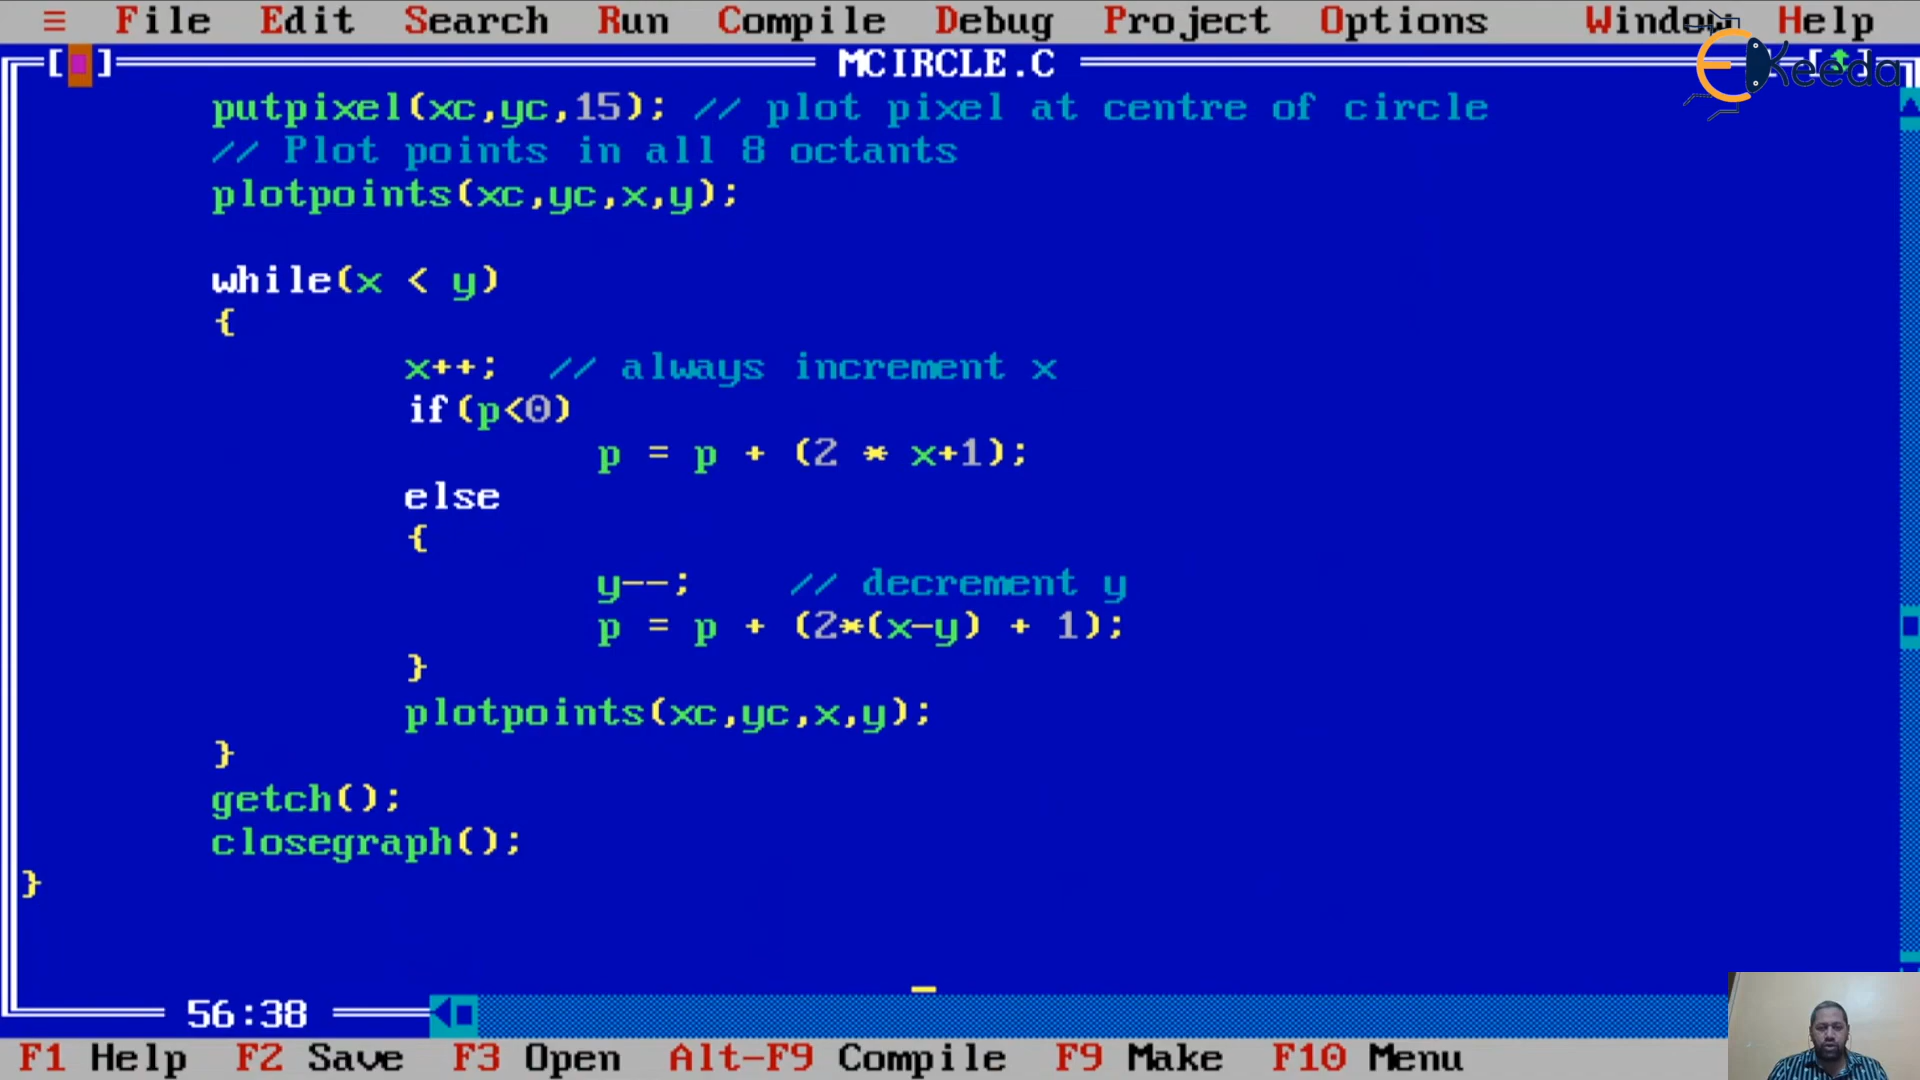 ≡ File Edit Search Run Compile Debug Project Options Window Help
MCIRCLE.C
Ekeeda
putpixel(xc,yc,15); // plot pixel at centre of circle
// Plot points in all 8 octants
plotpoints(xc,yc,x,y);
while(x < y)
{
x++; // always increment x
if(p<0)
p = p + (2 * x+1);
else
{
y--; // decrement y
p = p + (2*(x-y) + 1);
}
plotpoints(xc,yc,x,y);
}
getch();
closegraph();
}
56:38
F1 Help F2 Save F3 Open Alt-F9 Compile F9 Make F10 Menu